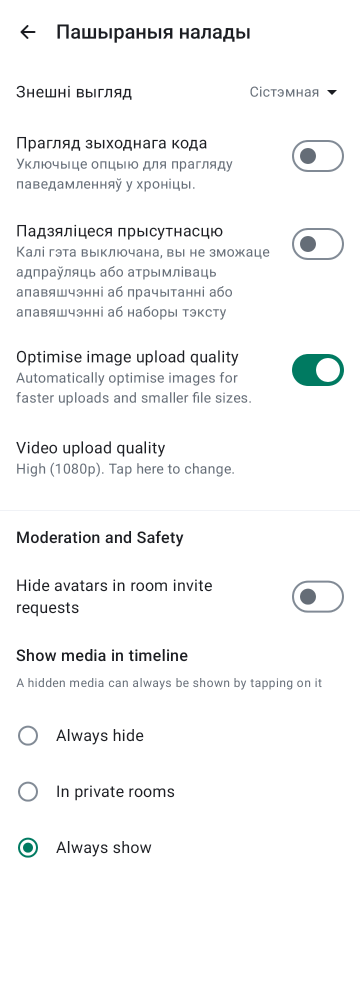 Пашыраныя налады
Знешні выгляд
Сістэмная
Прагляд зыходнага кода
Уключыце опцыю для прагляду
паведамленняў у хроніцы.
Падзяліцеся прысутнасцю
Калі гэта выключана, вы не зможаце
адпраўляць або атрымліваць
апавяшчэнні аб прачытанні або
апавяшчэнні аб наборы тэксту
Optimise image upload quality
Automatically optimise images for
faster uploads and smaller file sizes.
Video upload quality
High (1080p). Tap here to change.
Moderation and Safety
Hide avatars in room invite
requests
Show media in timeline
A hidden media can always be shown by tapping on it
Always hide
In private rooms
Always show